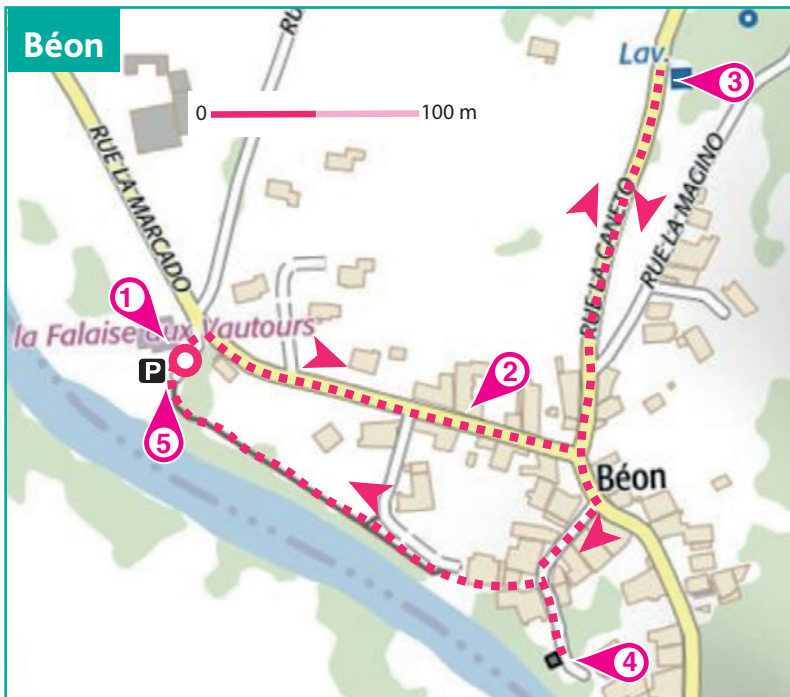 Béon
RU
Lav.
3
0 100 m
RUE LA MARCADO
RUE LA CANETO
RUE LA MAGINO
1
la Falaise aux Vautours
P
2
5
Béon
4